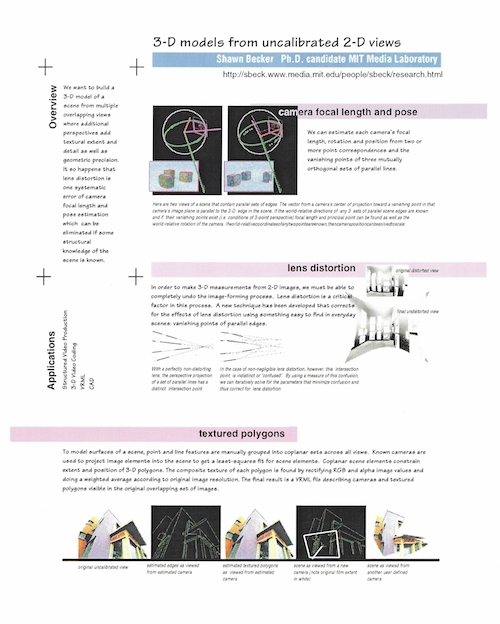 3-D models from uncalibrated 2-D views
Shawn Becker Ph.D. candidate MIT Media Laboratory
http://sbeck.www.media.mit.edu/people/sbeck/research.html
Overview
We want to build a
3-D model of a
scene from multiple
overlapping views
where additional
perspectives add
textural extent and
detail as well as
geometric precision.
It so happens that
lens distortion is
one systematic
error of camera
focal length and
pose estimation
which can be
eliminated if some
structural
knowledge of the
scene is known.
camera focal length and pose
We can estimate each camera's focal
length, rotation and position from two or
more point correspondences and the
vanishing points of three mutually
orthogonal sets of parallel lines.
Here are two views of a scene that contain parallel sets of edges. The vector from a camera's center of projection toward a vanishing point in that
camera's image plane is parallel to the 3-D edge in the scene. If the world-relative directions of any 3 sets of parallel scene edges are known
and if their vanishing points exist (i.e. conditions of 3-point perspective) focal length and principal point can be found as well as the
world-relative rotation of the camera.
lens distortion
In order to make 3-D measurements from 2-D images, we must be able to
completely undo the image-forming process. Lens distortion is a critical
factor in this process. A new technique has been developed that corrects
for the effects of lens distortion using something easy to find in everyday
scenes: vanishing points of parallel edges.
original distorted view
final undistorted view
With a perfectly non-distorting
lens, the perspective projection
of a set of parallel lines has a
distinct intersection point
In the case of non-negligible lens distortion, however, this intersection
point is indistinct or 'confused'. By using a measure of this confusion,
we can iteratively solve for the parameters that minimize confusion and
thus correct for lens distortion
Applications
Structured Video Production
3-D Video Coding
VRML
CAD
textured polygons
To model surfaces of a scene, point and line features are manually grouped into coplanar sets across all views. Known cameras are
used to project image elements into the scene to get a least-squares fit for scene elements. Coplanar scene elements constrain
extent and position of 3-D polygons. The composite texture of each polygon is found by rectifying RGB and alpha image values and
doing a weighted average according to original image resolution. The final result is a VRML file describing cameras and textured
polygons visible in the original overlapping set of images.
original uncalibrated view
estimated edges as viewed
from estimated camera
estimated textured polygons
as viewed from estimated
camera
scene as viewed from a new
camera (note original film extent
in white)
scene as viewed from
another user defined
camera